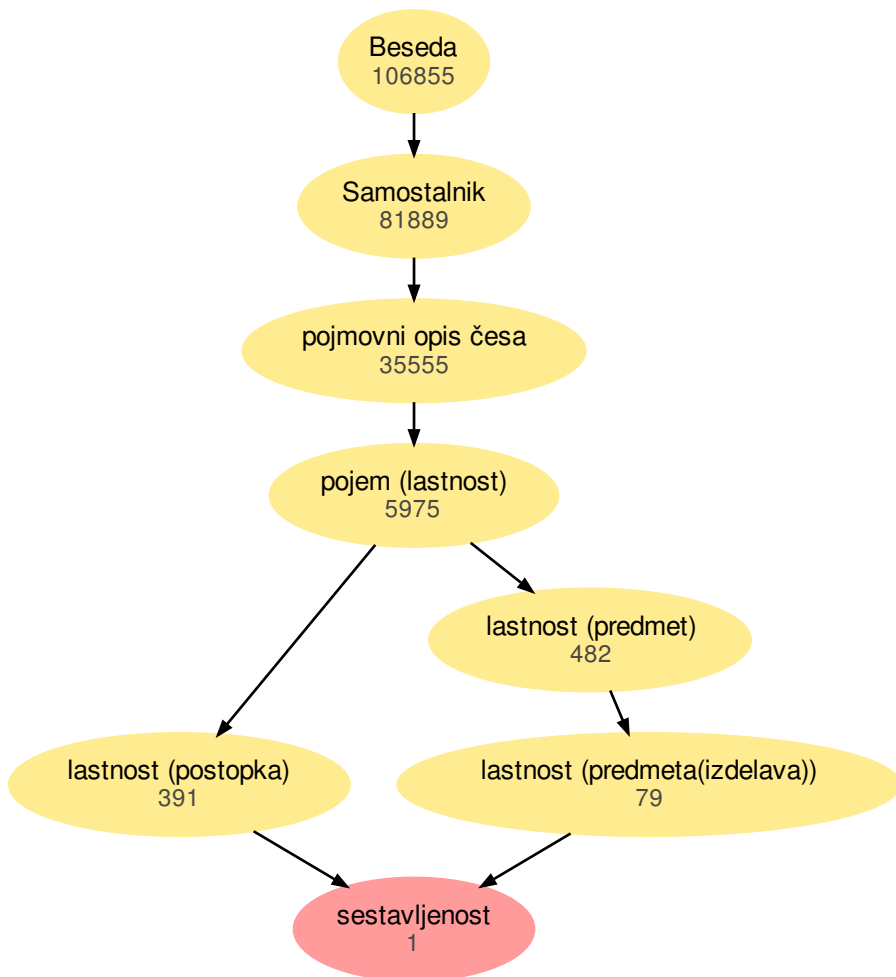 Beseda
106855
Samostalnik
81889
pojmovni opis česa
35555
pojem (lastnost)
5975
lastnost (predmet)
482
lastnost (postopka)
391
lastnost (predmeta(izdelava))
79
sestavljenost
1